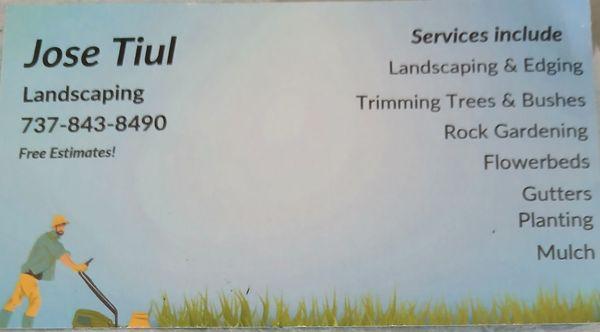 Jose Tiul
Landscaping
737-843-8490
Free Estimates!
Services include
Landscaping & Edging
Trimming Trees & Bushes
Rock Gardening
Flowerbeds
Gutters
Planting
Mulch